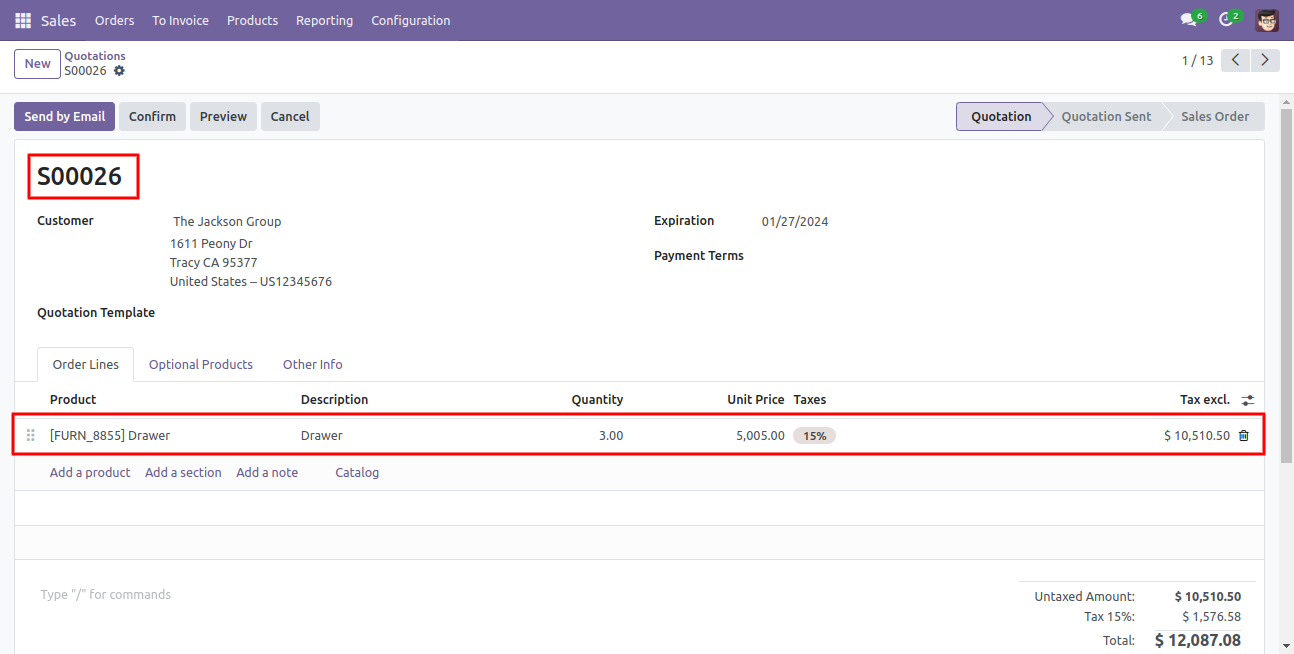 Sales Orders To Invoice Products Reporting Configuration 6 2
New Quotations
S00026 1 / 13
Send by Email Confirm Preview Cancel Quotation Quotation Sent Sales Order
S00026
Customer The Jackson Group Expiration 01/27/2024
1611 Peony Dr
Tracy CA 95377
United States – US12345676
Payment Terms
Quotation Template
Order Lines Optional Products Other Info
Product Description Quantity Unit Price Taxes Tax excl.
[FURN_8855] Drawer Drawer 3.00 5,005.00 15% $ 10,510.50
Add a product Add a section Add a note Catalog
Type "/" for commands
Untaxed Amount: $ 10,510.50
Tax 15%: $ 1,576.58
Total: $ 12,087.08